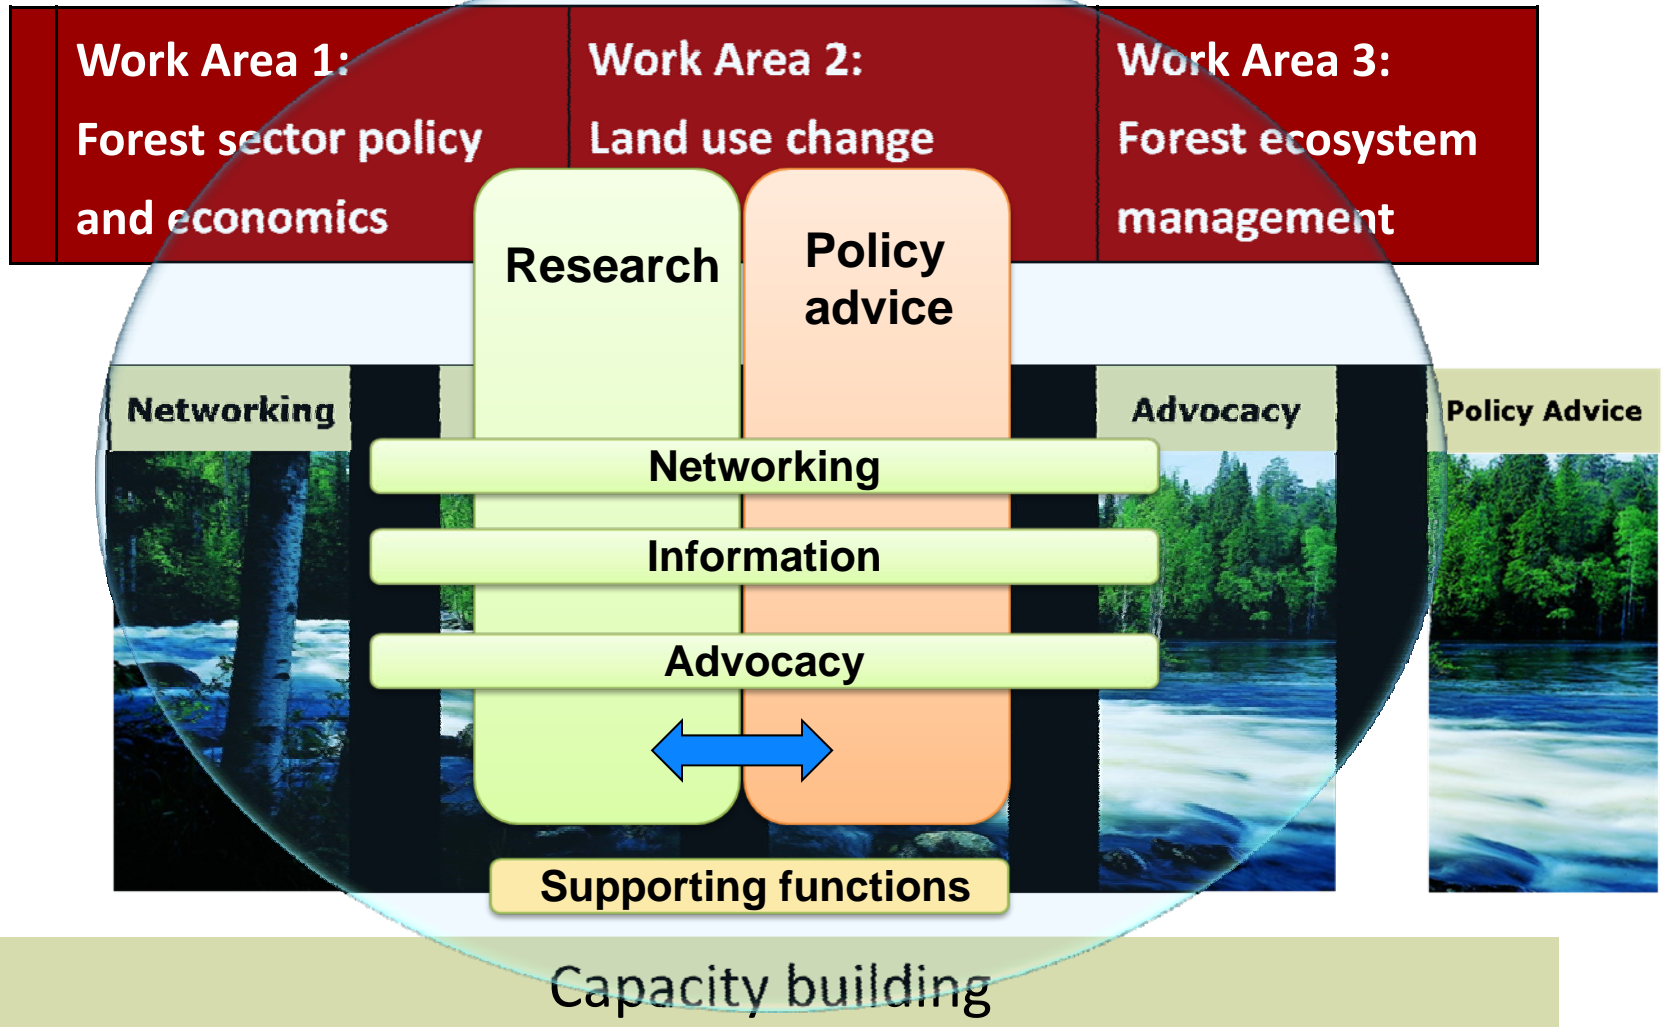 Work Area 1:
Forest sector policy
and economics
Work Area 2:
Land use change
Work Area 3:
Forest ecosystem
management
Research
Policy
advice
Networking
Advocacy
Policy Advice
Networking
Information
Advocacy
Supporting functions
Capacity building